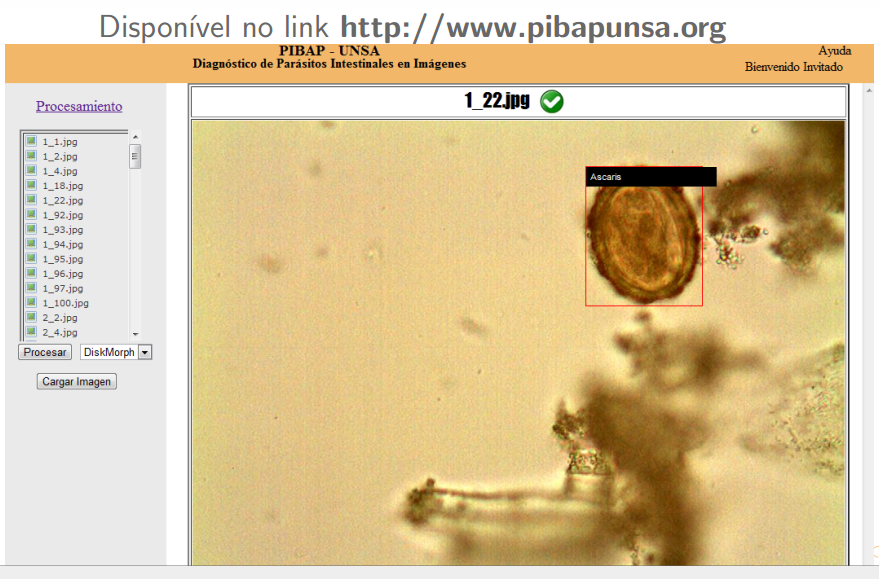 Disponível no link http://www.pibapunsa.org
PIBAP - UNSA
Diagnóstico de Parásitos Intestinales en Imágenes
Ayuda
Bienvenido Invitado
Procesamiento
1_1.jpg
1_2.jpg
1_4.jpg
1_18.jpg
1_22.jpg
1_92.jpg
1_93.jpg
1_94.jpg
1_95.jpg
1_96.jpg
1_97.jpg
1_100.jpg
2_2.jpg
2_4.jpg
Procesar
DiskMorph
Cargar Imagen
1_22.jpg
Ascaris